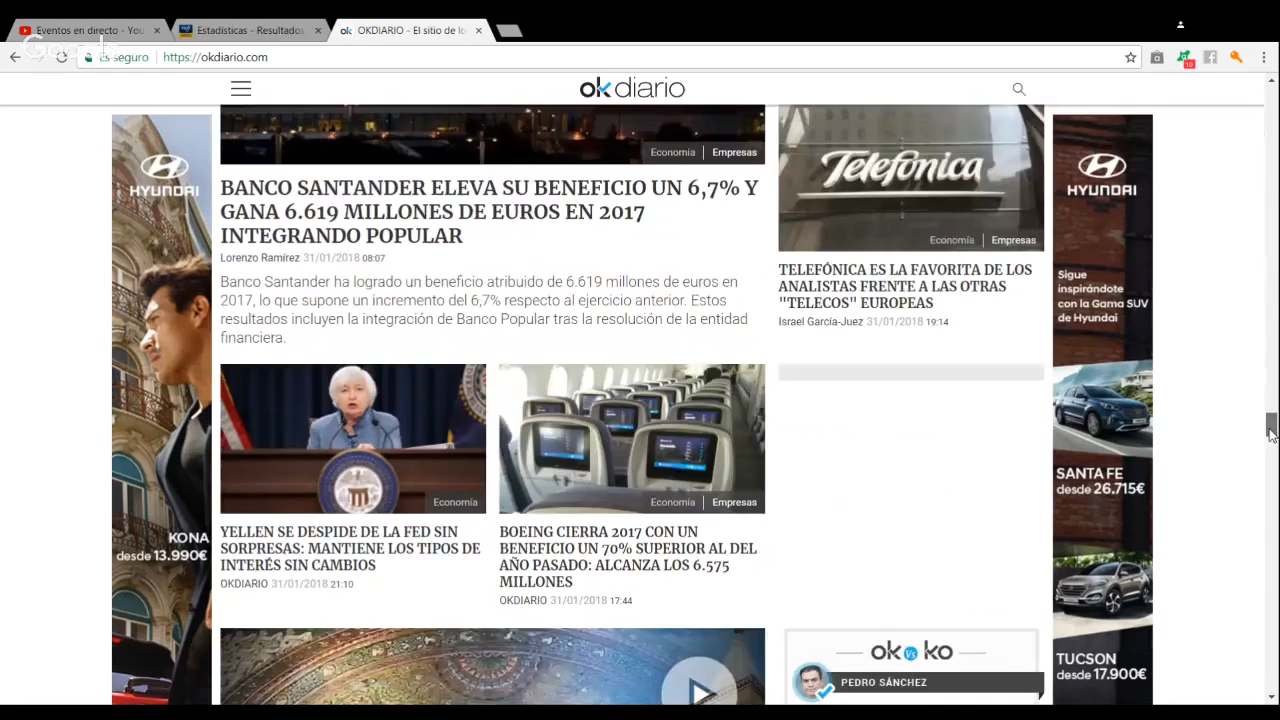 Eventos en directo - You
Estadísticas - Resultados
OKDIARIO - El sitio de lo
Es seguro
https://okdiario.com
10
okdiario
HYUNDAI
KONA
desde 13.990€
Economía | Empresas
BANCO SANTANDER ELEVA SU BENEFICIO UN 6,7% Y
GANA 6.619 MILLONES DE EUROS EN 2017
INTEGRANDO POPULAR
Lorenzo Ramírez 31/01/2018 08:07
Banco Santander ha logrado un beneficio atribuido de 6.619 millones de euros en
2017, lo que supone un incremento del 6,7% respecto al ejercicio anterior. Estos
resultados incluyen la integración de Banco Popular tras la resolución de la entidad
financiera.
Economía
YELLEN SE DESPIDE DE LA FED SIN
SORPRESAS: MANTIENE LOS TIPOS DE
INTERÉS SIN CAMBIOS
OKDIARIO 31/01/2018 21:10
Economía | Empresas
BOEING CIERRA 2017 CON UN
BENEFICIO UN 70% SUPERIOR AL DEL
AÑO PASADO: ALCANZA LOS 6.575
MILLONES
OKDIARIO 31/01/2018 17:44
Telefónica
Economía | Empresas
TELEFÓNICA ES LA FAVORITA DE LOS
ANALISTAS FRENTE A LAS OTRAS
"TELECOS" EUROPEAS
Israel García-Juez 31/01/2018 19:14
ok vs ko
PEDRO SÁNCHEZ
HYUNDAI
Sigue
inspirándote
con la Gama SUV
de Hyundai
SANTA FE
desde 26.715€
TUCSON
desde 17.900€